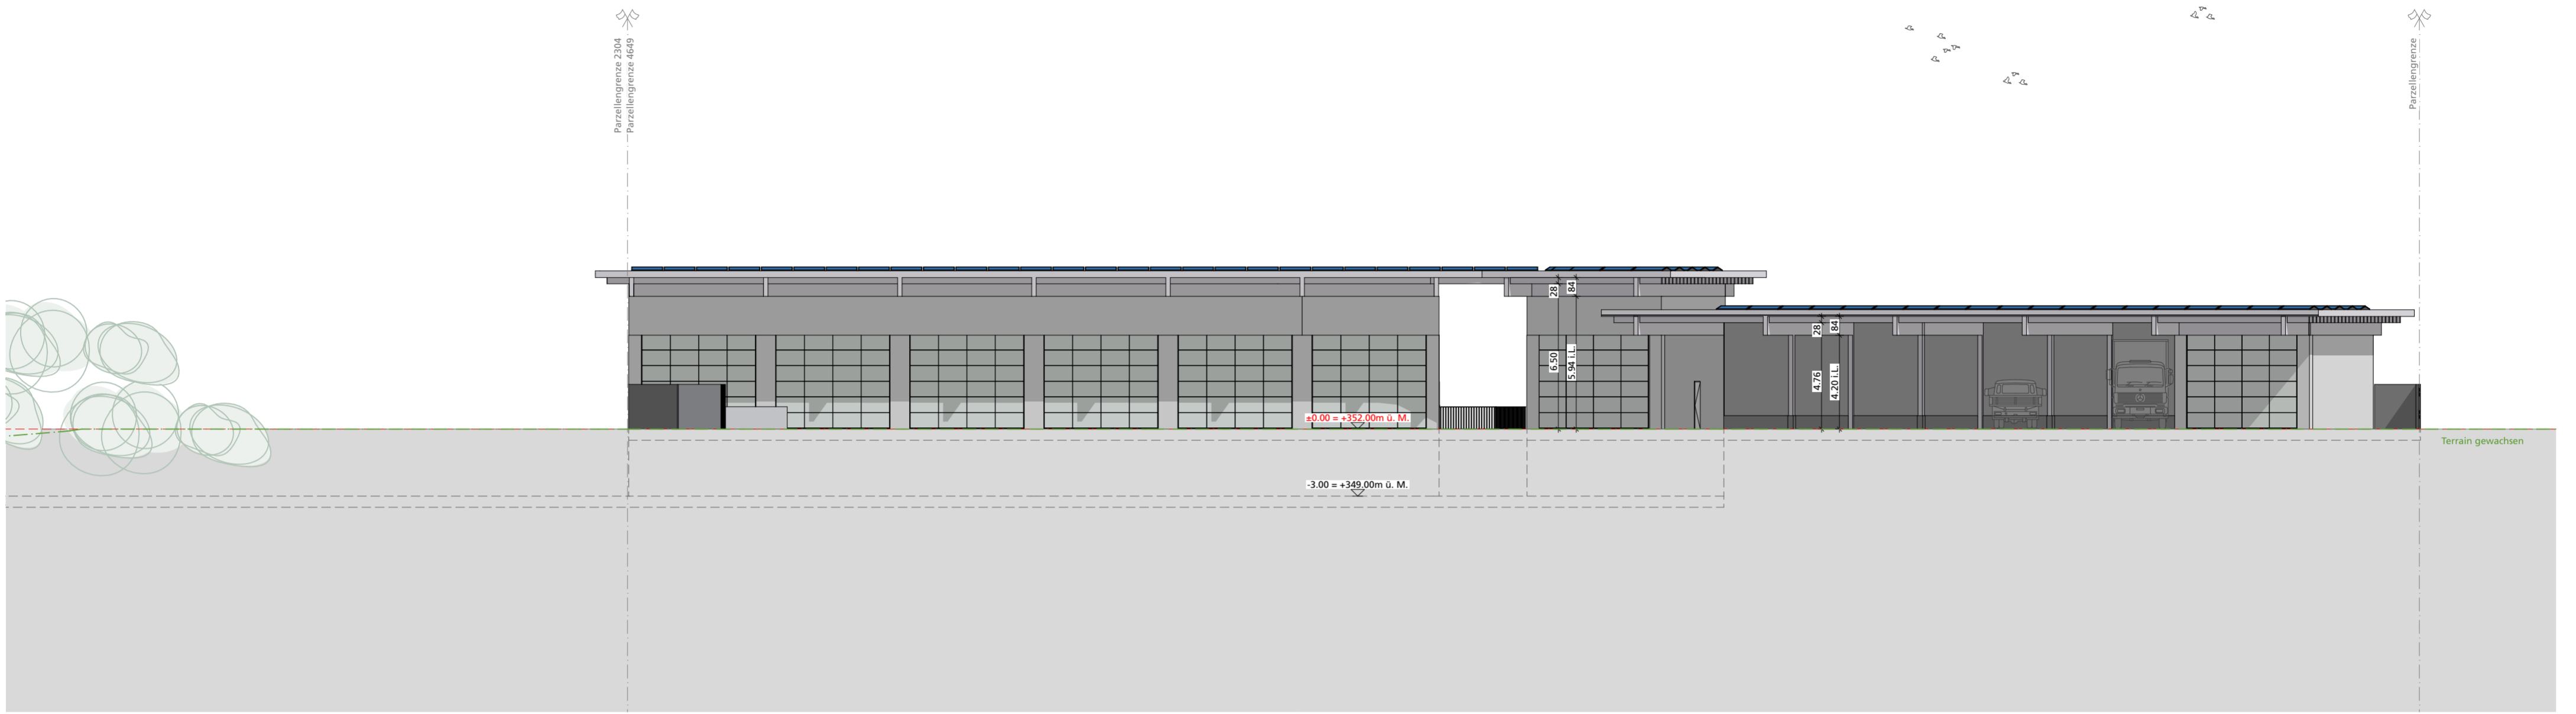 Parzellengrenze 2304
Parzellengrenze 4649
Parzellengrenze
28
84
6.50
5.94 i.L.
28
84
4.76
4.20 i.L.
±0.00 = +352.00m ü. M.
Terrain gewachsen
-3.00 = +349.00m ü. M.